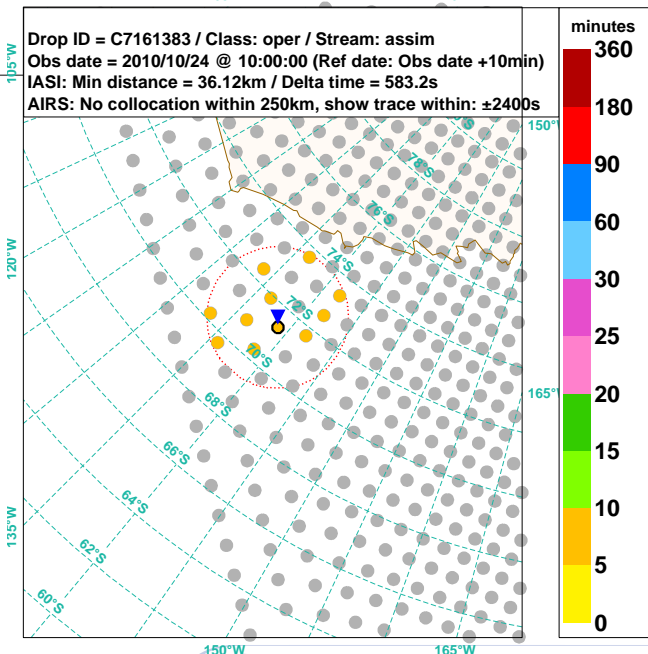 Drop ID = C7161383 / Class: oper / Stream: assim
Obs date = 2010/10/24 @ 10:00:00 (Ref date: Obs date +10min)
IASI: Min distance = 36.12km / Delta time = 583.2s
AIRS: No collocation within 250km, show trace within: ±2400s
minutes
360
180
90
60
30
25
20
15
10
5
0
105°W
120°W
135°W
150°W
165°W
150°
165°
78°S
76°S
74°S
72°S
70°S
68°S
66°S
64°S
62°S
60°S